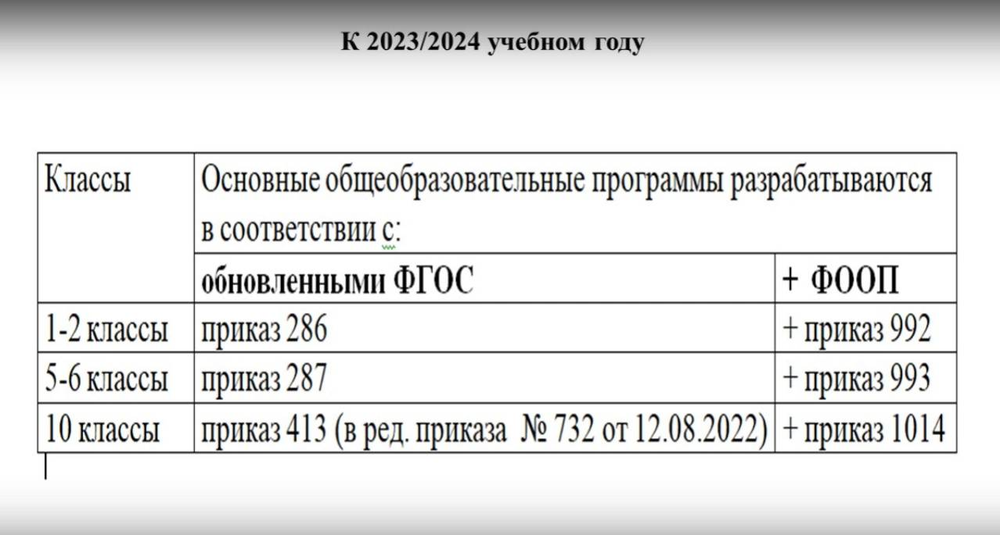 К 2023/2024 учебном году
Классы
Основные общеобразовательные программы разрабатываются
в соответствии с:
обновленными ФГОС
+ ФООП
1-2 классы
приказ 286
+ приказ 992
5-6 классы
приказ 287
+ приказ 993
10 классы
приказ 413 (в ред. приказа № 732 от 12.08.2022)
+ приказ 1014